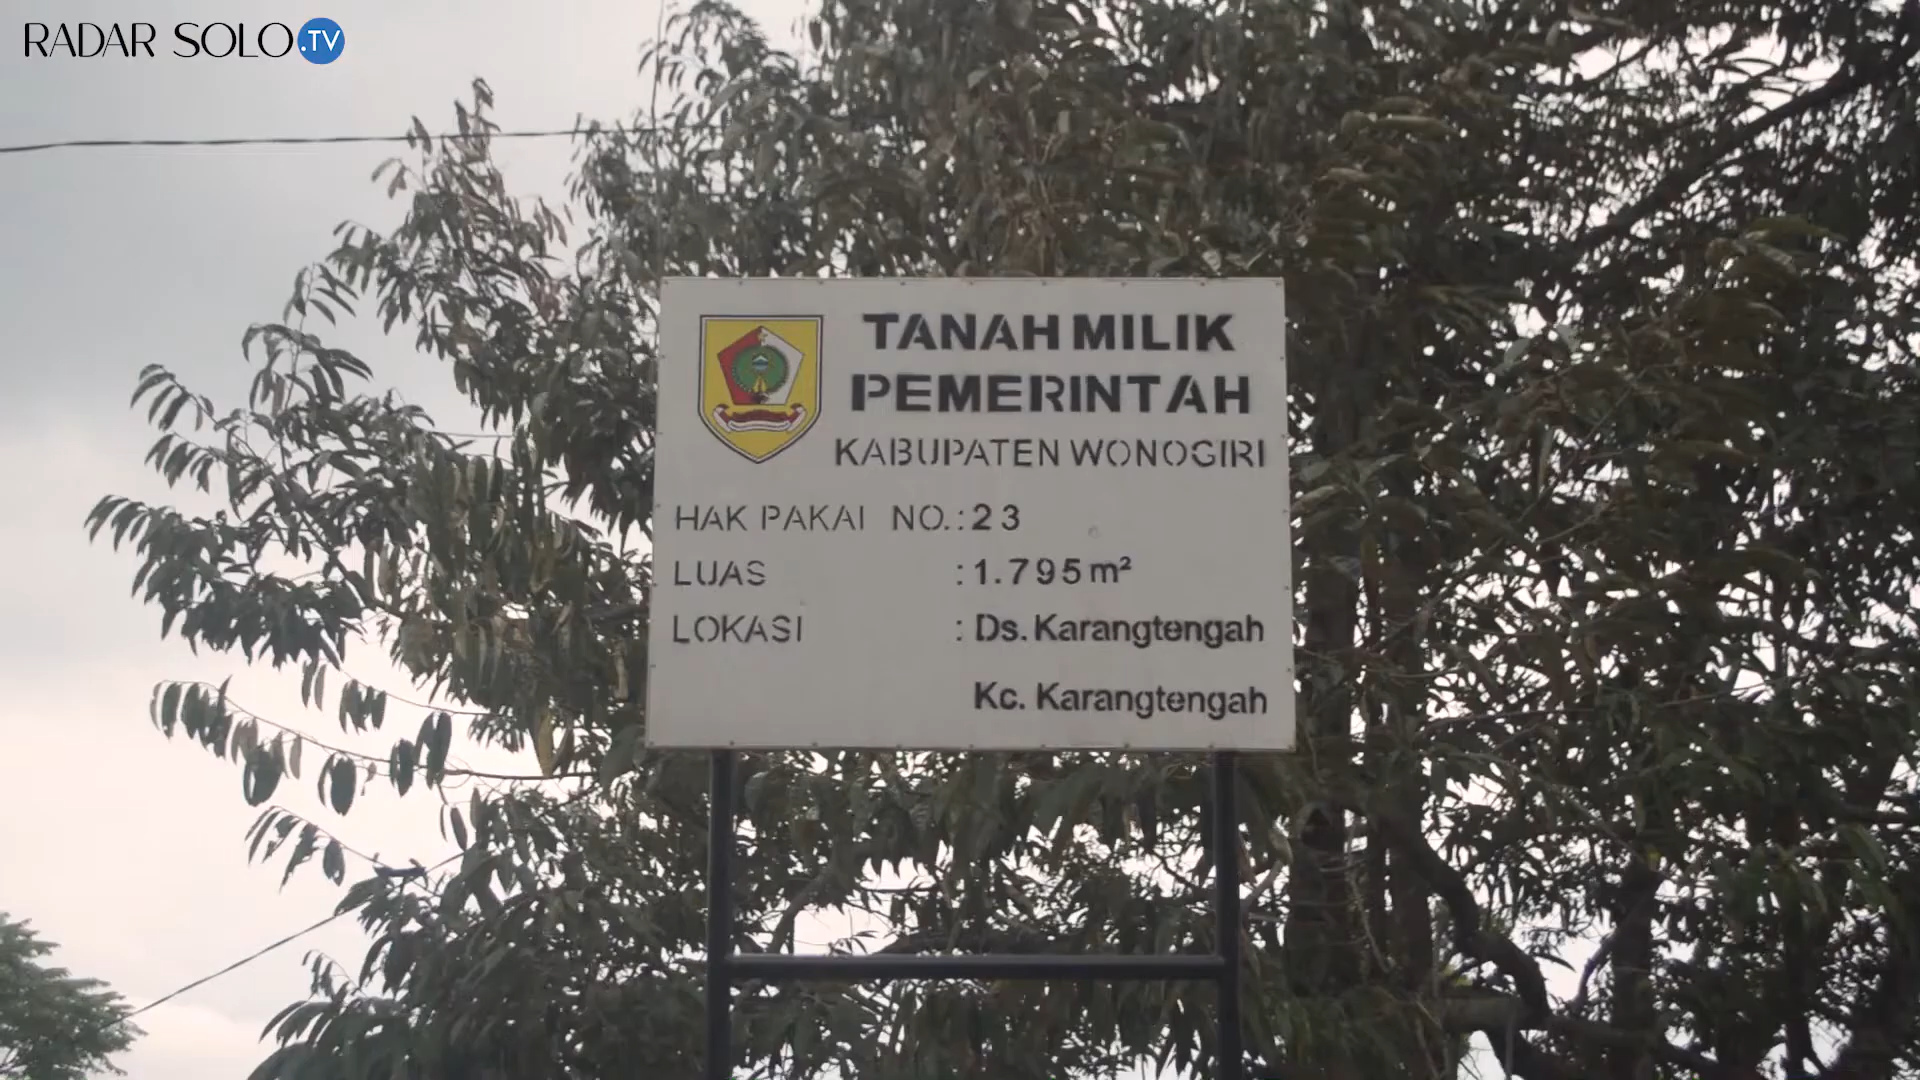 RADAR SOLO.TV
TANAH MILIK
PEMERINTAH
KABUPATEN WONOGIRI
HAK PAKAI NO.: 23
LUAS : 1.795 m²
LOKASI : Ds. Karangtengah
Kc. Karangtengah